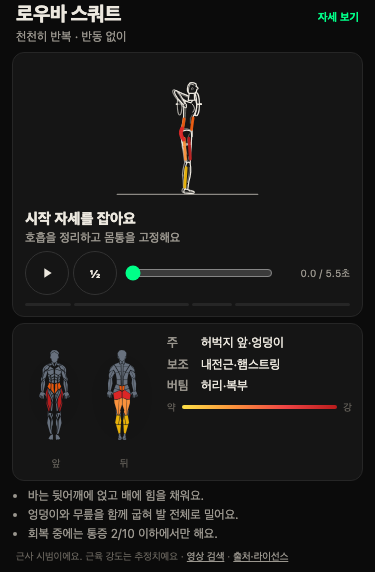 로우바 스쿼트
자세 보기
천천히 반복 · 반동 없이
시작 자세를 잡아요
호흡을 정리하고 몸통을 고정해요
½
0.0 / 5.5초
주 허벅지 앞·엉덩이
보조 내전근·햄스트링
버팀 허리·복부
약 강
앞 뒤
• 바는 뒷어깨에 얹고 배에 힘을 채워요.
• 엉덩이와 무릎을 함께 굽혀 발 전체로 밀어요.
• 회복 중에는 통증 2/10 이하에서만 해요.
근사 시범이에요. 근육 강도는 추정치예요 · 영상 검색 · 출처·라이선스